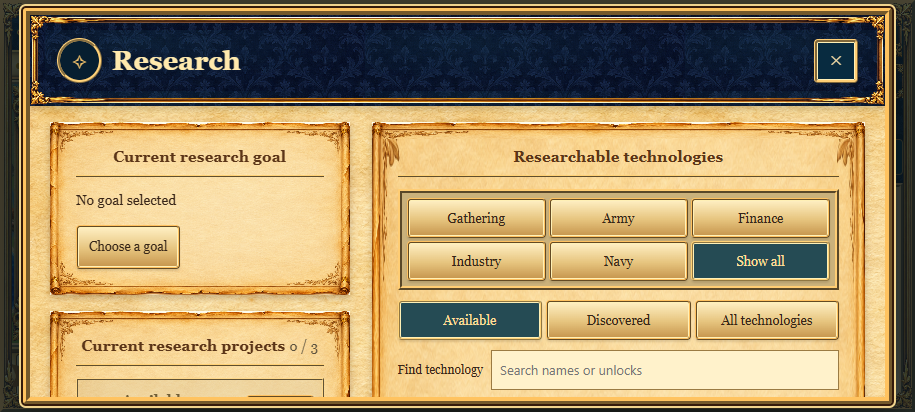 Research
Current research goal
No goal selected
Choose a goal
Current research projects 0 / 3
Researchable technologies
Gathering
Army
Finance
Industry
Navy
Show all
Available
Discovered
All technologies
Find technology
Search names or unlocks